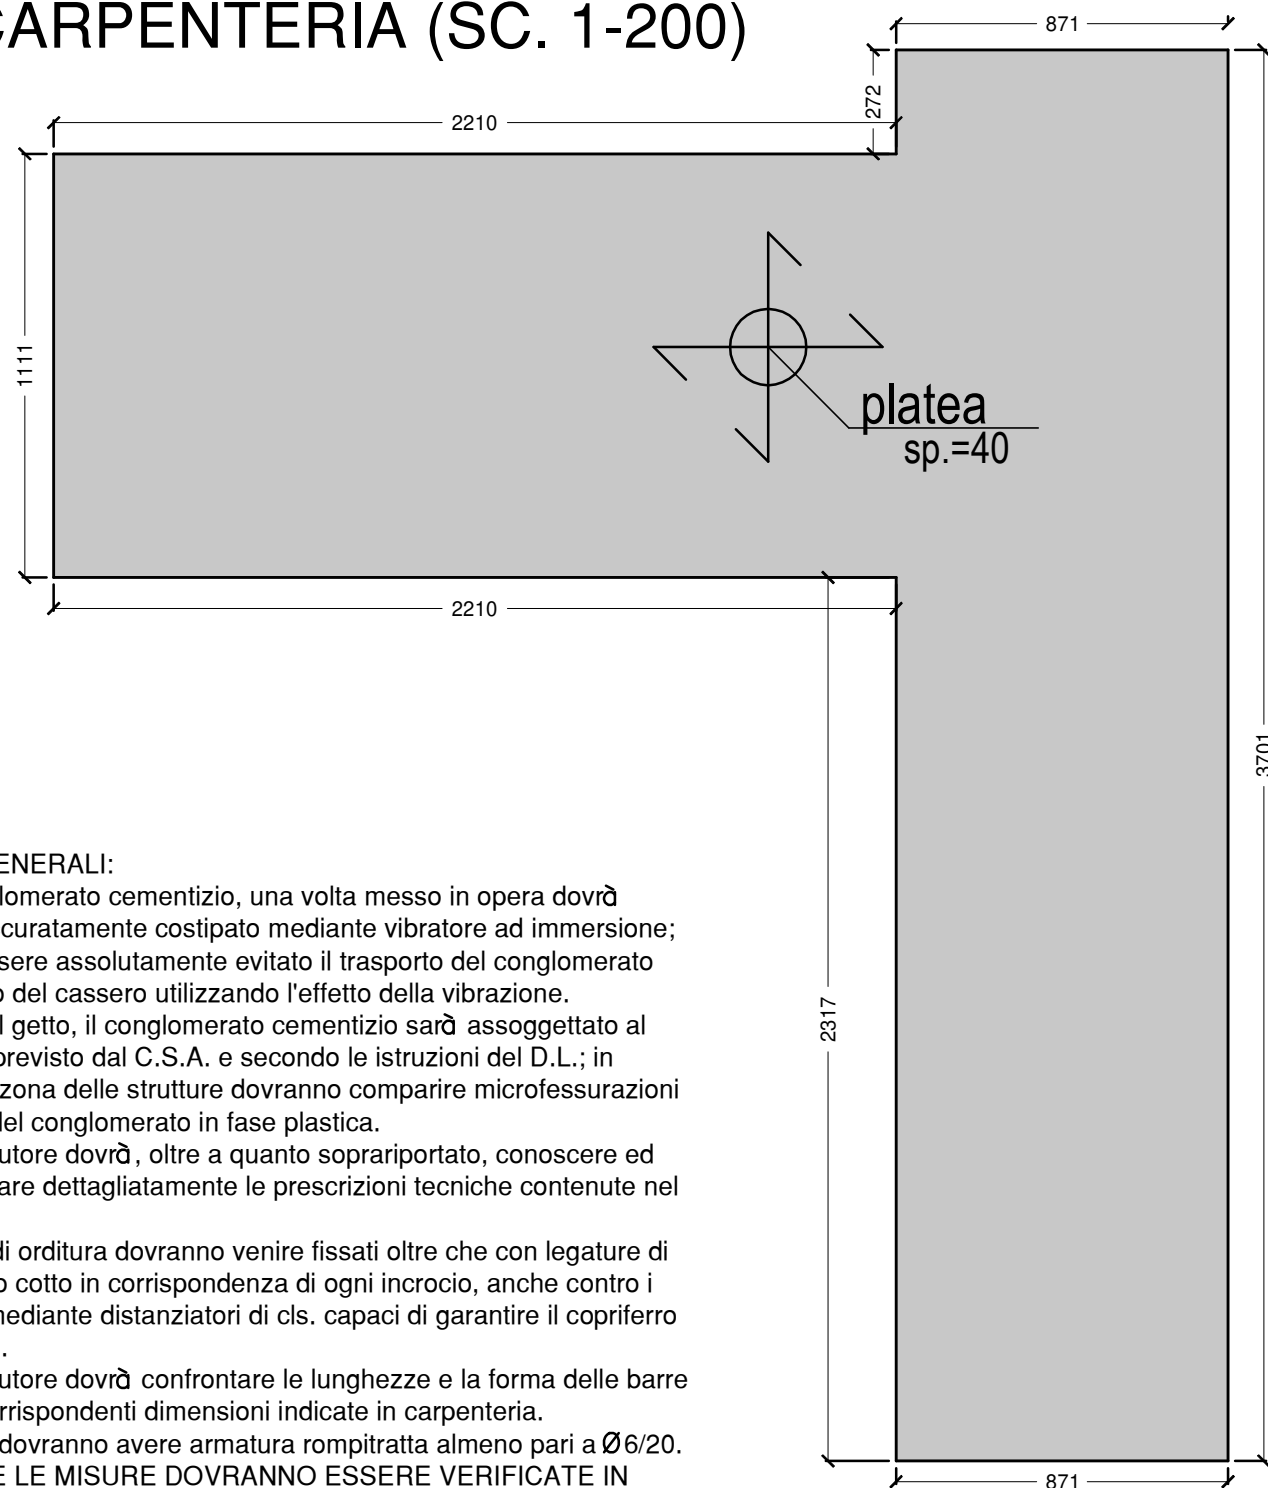 CARPENTERIA (SC. 1-200)
871
272
2210
1111
platea
sp.=40
2210
3701
2317
871
ENERALI:
lomerato cementizio, una volta messo in opera dovrà
curatamente costipato mediante vibratore ad immersione;
sere assolutamente evitato il trasporto del conglomerato
o del cassero utilizzando l'effetto della vibrazione.
l getto, il conglomerato cementizio sarà assoggettato al
previsto dal C.S.A. e secondo le istruzioni del D.L.; in
zona delle strutture dovranno comparire microfessurazioni
del conglomerato in fase plastica.
utore dovrà, oltre a quanto soprariportato, conoscere ed
are dettagliatamente le prescrizioni tecniche contenute nel
di orditura dovranno venire fissati oltre che con legature di
o cotto in corrispondenza di ogni incrocio, anche contro i
mediante distanziatori di cls. capaci di garantire il copriferro
.
utore dovrà confrontare le lunghezze e la forma delle barre
rrispondenti dimensioni indicate in carpenteria.
dovranno avere armatura rompitratta almeno pari a Ø6/20.
E LE MISURE DOVRANNO ESSERE VERIFICATE IN